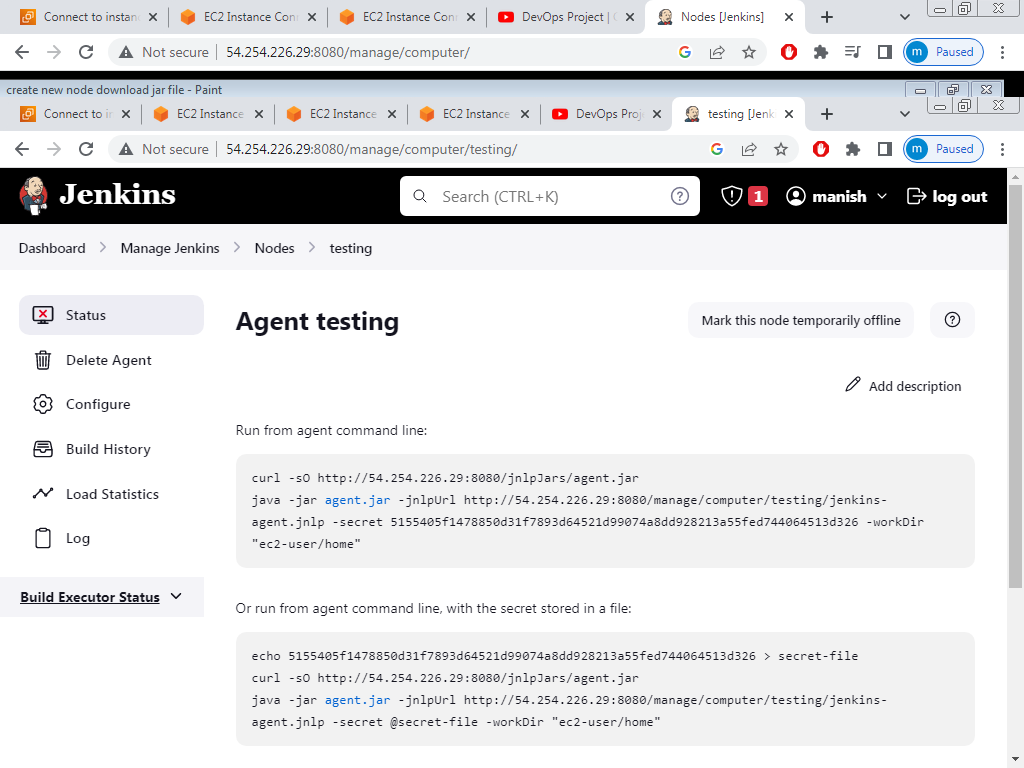 Connect to instan
EC2 Instance Conn
EC2 Instance Conn
DevOps Project | C
Nodes [Jenkins]
Not secure
54.254.226.29:8080/manage/computer/
m Paused
create new node download jar file - Paint
Connect to in
EC2 Instance
EC2 Instance
EC2 Instance
DevOps Proj
testing [Jenk
Not secure
54.254.226.29:8080/manage/computer/testing/
m Paused
Jenkins
Search (CTRL+K)
1
manish
log out
Dashboard
Manage Jenkins
Nodes
testing
Status
Delete Agent
Configure
Build History
Load Statistics
Log
Build Executor Status
Agent testing
Mark this node temporarily offline
Add description
Run from agent command line:
curl -sO http://54.254.226.29:8080/jnlpJars/agent.jar
java -jar agent.jar -jnlpUrl http://54.254.226.29:8080/manage/computer/testing/jenkins-
agent.jnlp -secret 5155405f1478850d31f7893d64521d99074a8dd928213a55fed744064513d326 -workDir
"ec2-user/home"
Or run from agent command line, with the secret stored in a file:
echo 5155405f1478850d31f7893d64521d99074a8dd928213a55fed744064513d326 > secret-file
curl -sO http://54.254.226.29:8080/jnlpJars/agent.jar
java -jar agent.jar -jnlpUrl http://54.254.226.29:8080/manage/computer/testing/jenkins-
agent.jnlp -secret @secret-file -workDir "ec2-user/home"